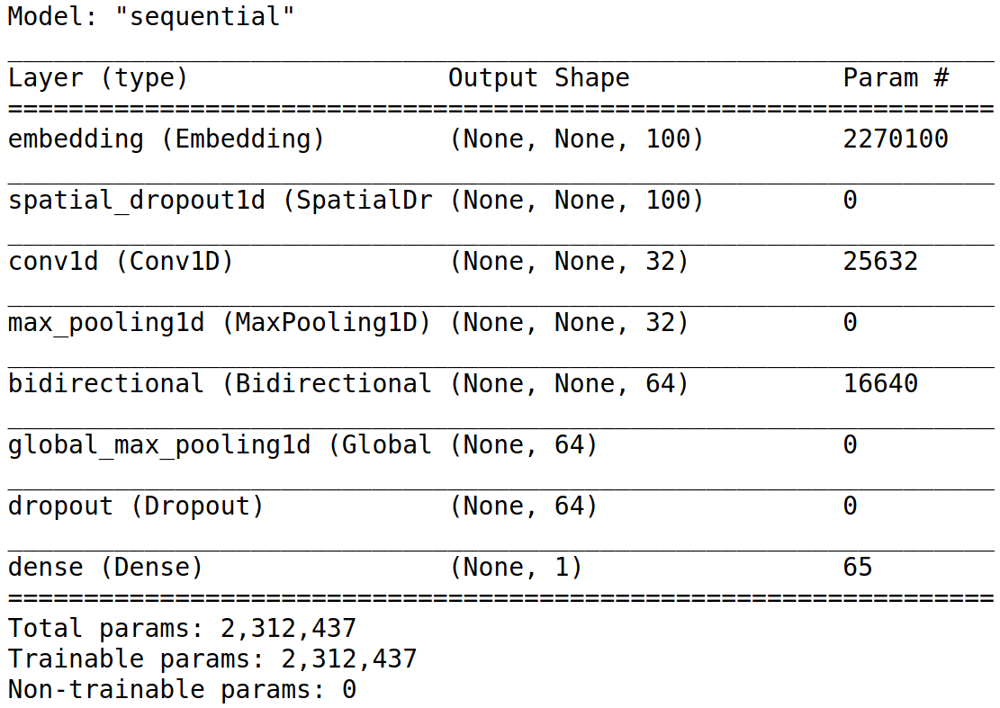 Model: "sequential"
_________________________________________________________________
Layer (type)                 Output Shape              Param #
=================================================================
embedding (Embedding)        (None, None, 100)         2270100
_________________________________________________________________
spatial_dropout1d (SpatialDr (None, None, 100)         0
_________________________________________________________________
conv1d (Conv1D)              (None, None, 32)          25632
_________________________________________________________________
max_pooling1d (MaxPooling1D) (None, None, 32)          0
_________________________________________________________________
bidirectional (Bidirectional (None, None, 64)          16640
_________________________________________________________________
global_max_pooling1d (Global (None, 64)                0
_________________________________________________________________
dropout (Dropout)            (None, 64)                0
_________________________________________________________________
dense (Dense)                (None, 1)                 65
=================================================================
Total params: 2,312,437
Trainable params: 2,312,437
Non-trainable params: 0